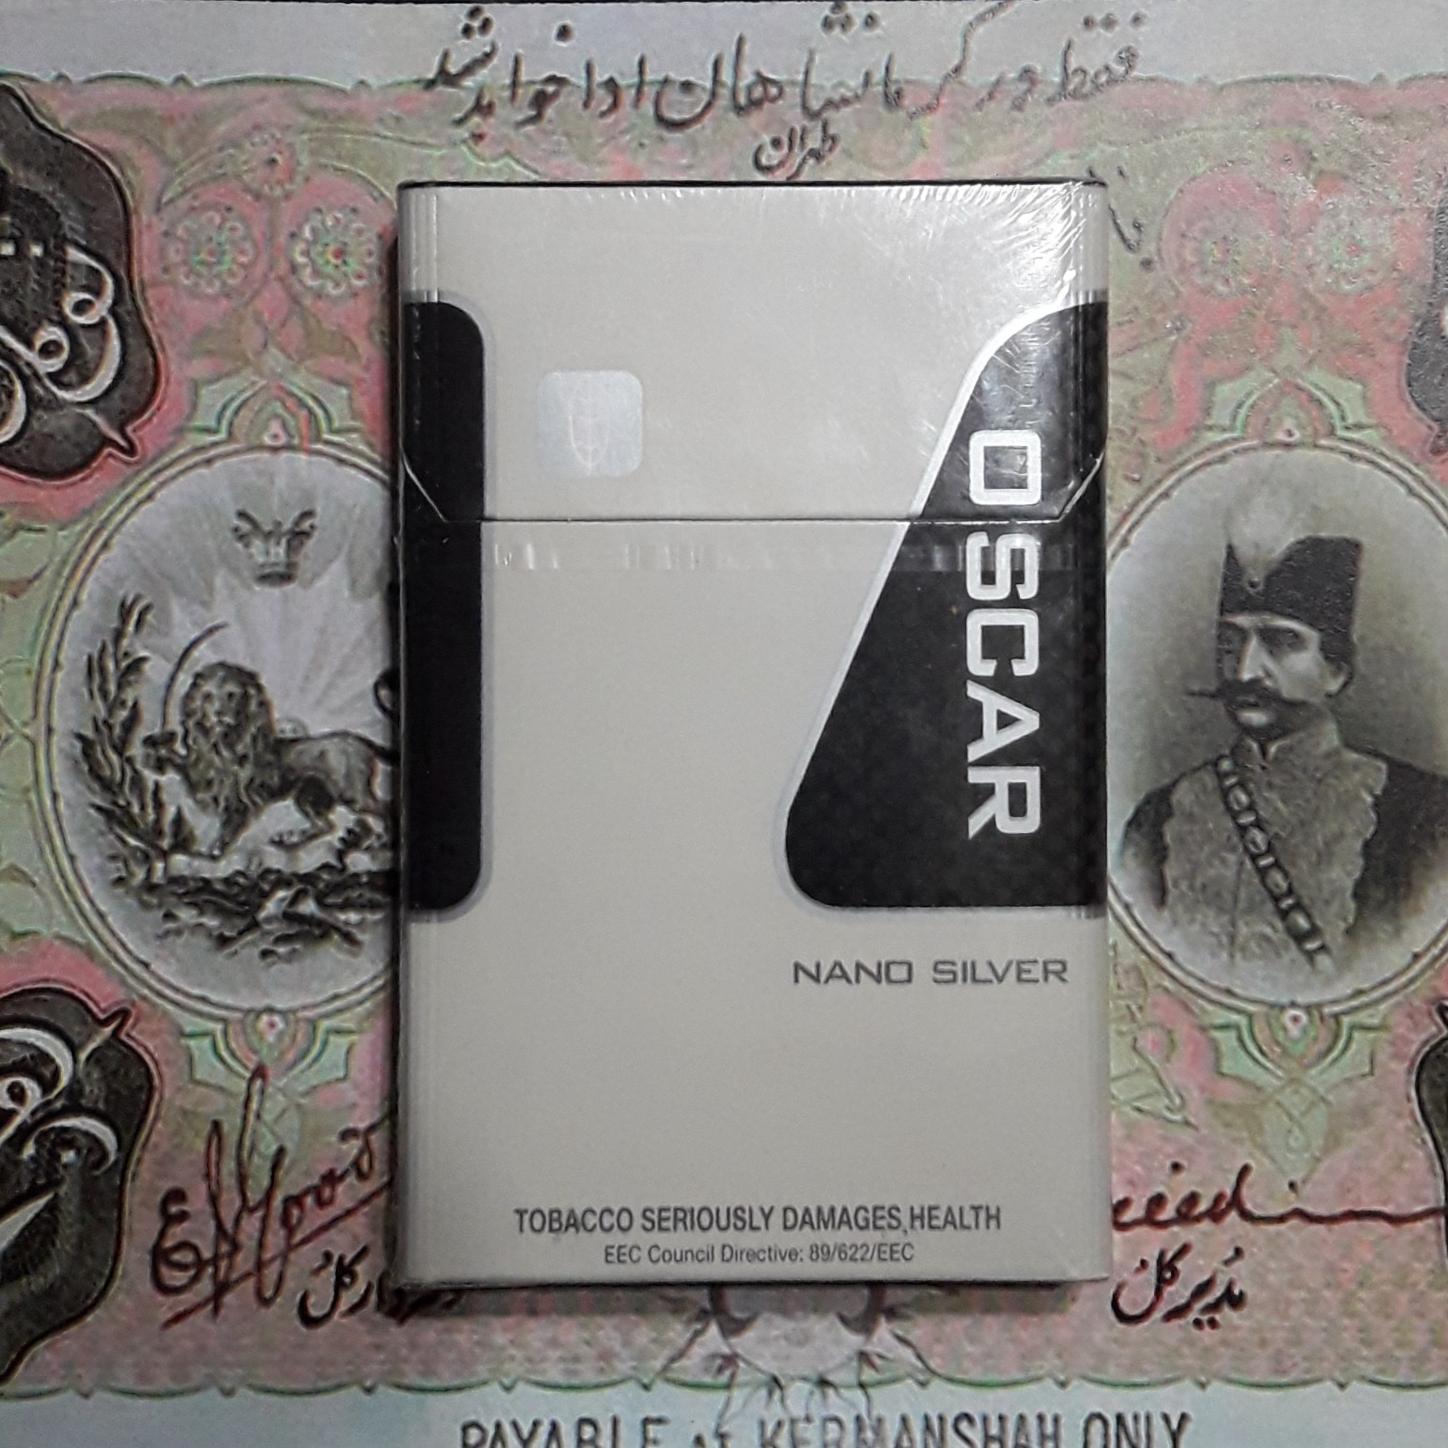 فقط در کرمانشاهان ادا خواهد شد
طهران
OSCAR
NANO SILVER
TOBACCO SERIOUSLY DAMAGES HEALTH
EEC Council Directive: 89/622/EEC
مدیر کل
PAYABLE at KERMANSHAH ONLY